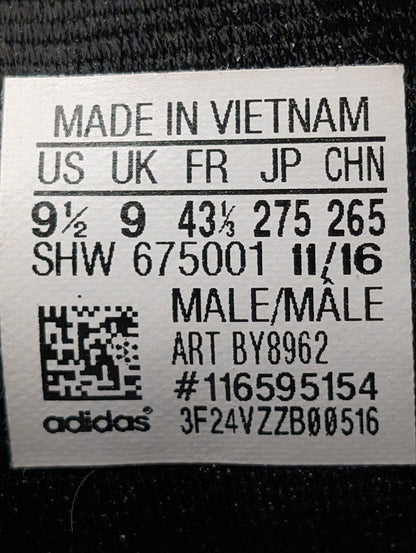 MADE IN VIETNAM
US UK FR JP CHN
9½ 9 43⅓ 275 265
SHW 675001 11/16
MALE/MÂLE
ART BY8962
#116595154
adidas® 3F24VZZB00516